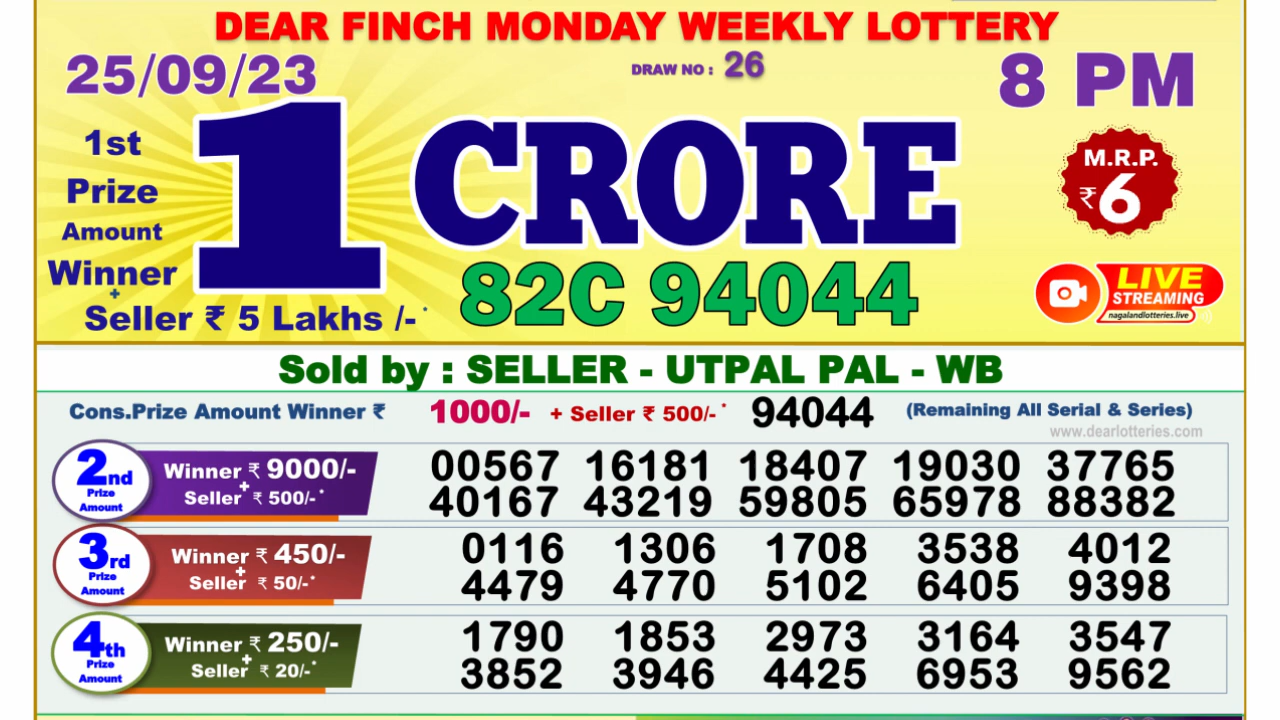 DEAR FINCH MONDAY WEEKLY LOTTERY
25/09/23
DRAW NO : 26
8 PM
1st
Prize
Amount
Winner
+
Seller ₹ 5 Lakhs /-*
1 CRORE
82C 94044
M.R.P.
₹6
LIVE
STREAMING
nagalandlotteries.live
Sold by : SELLER - UTPAL PAL - WB
Cons.Prize Amount Winner ₹ 1000/- + Seller ₹ 500/-* 94044 (Remaining All Serial & Series)
www.dearlotteries.com
2nd
Prize
Amount
Winner ₹ 9000/-
+
Seller ₹ 500/-*
00567 16181 18407 19030 37765
40167 43219 59805 65978 88382
3rd
Prize
Amount
Winner ₹ 450/-
+
Seller ₹ 50/-*
0116 1306 1708 3538 4012
4479 4770 5102 6405 9398
4th
Prize
Amount
Winner ₹ 250/-
+
Seller ₹ 20/-*
1790 1853 2973 3164 3547
3852 3946 4425 6953 9562